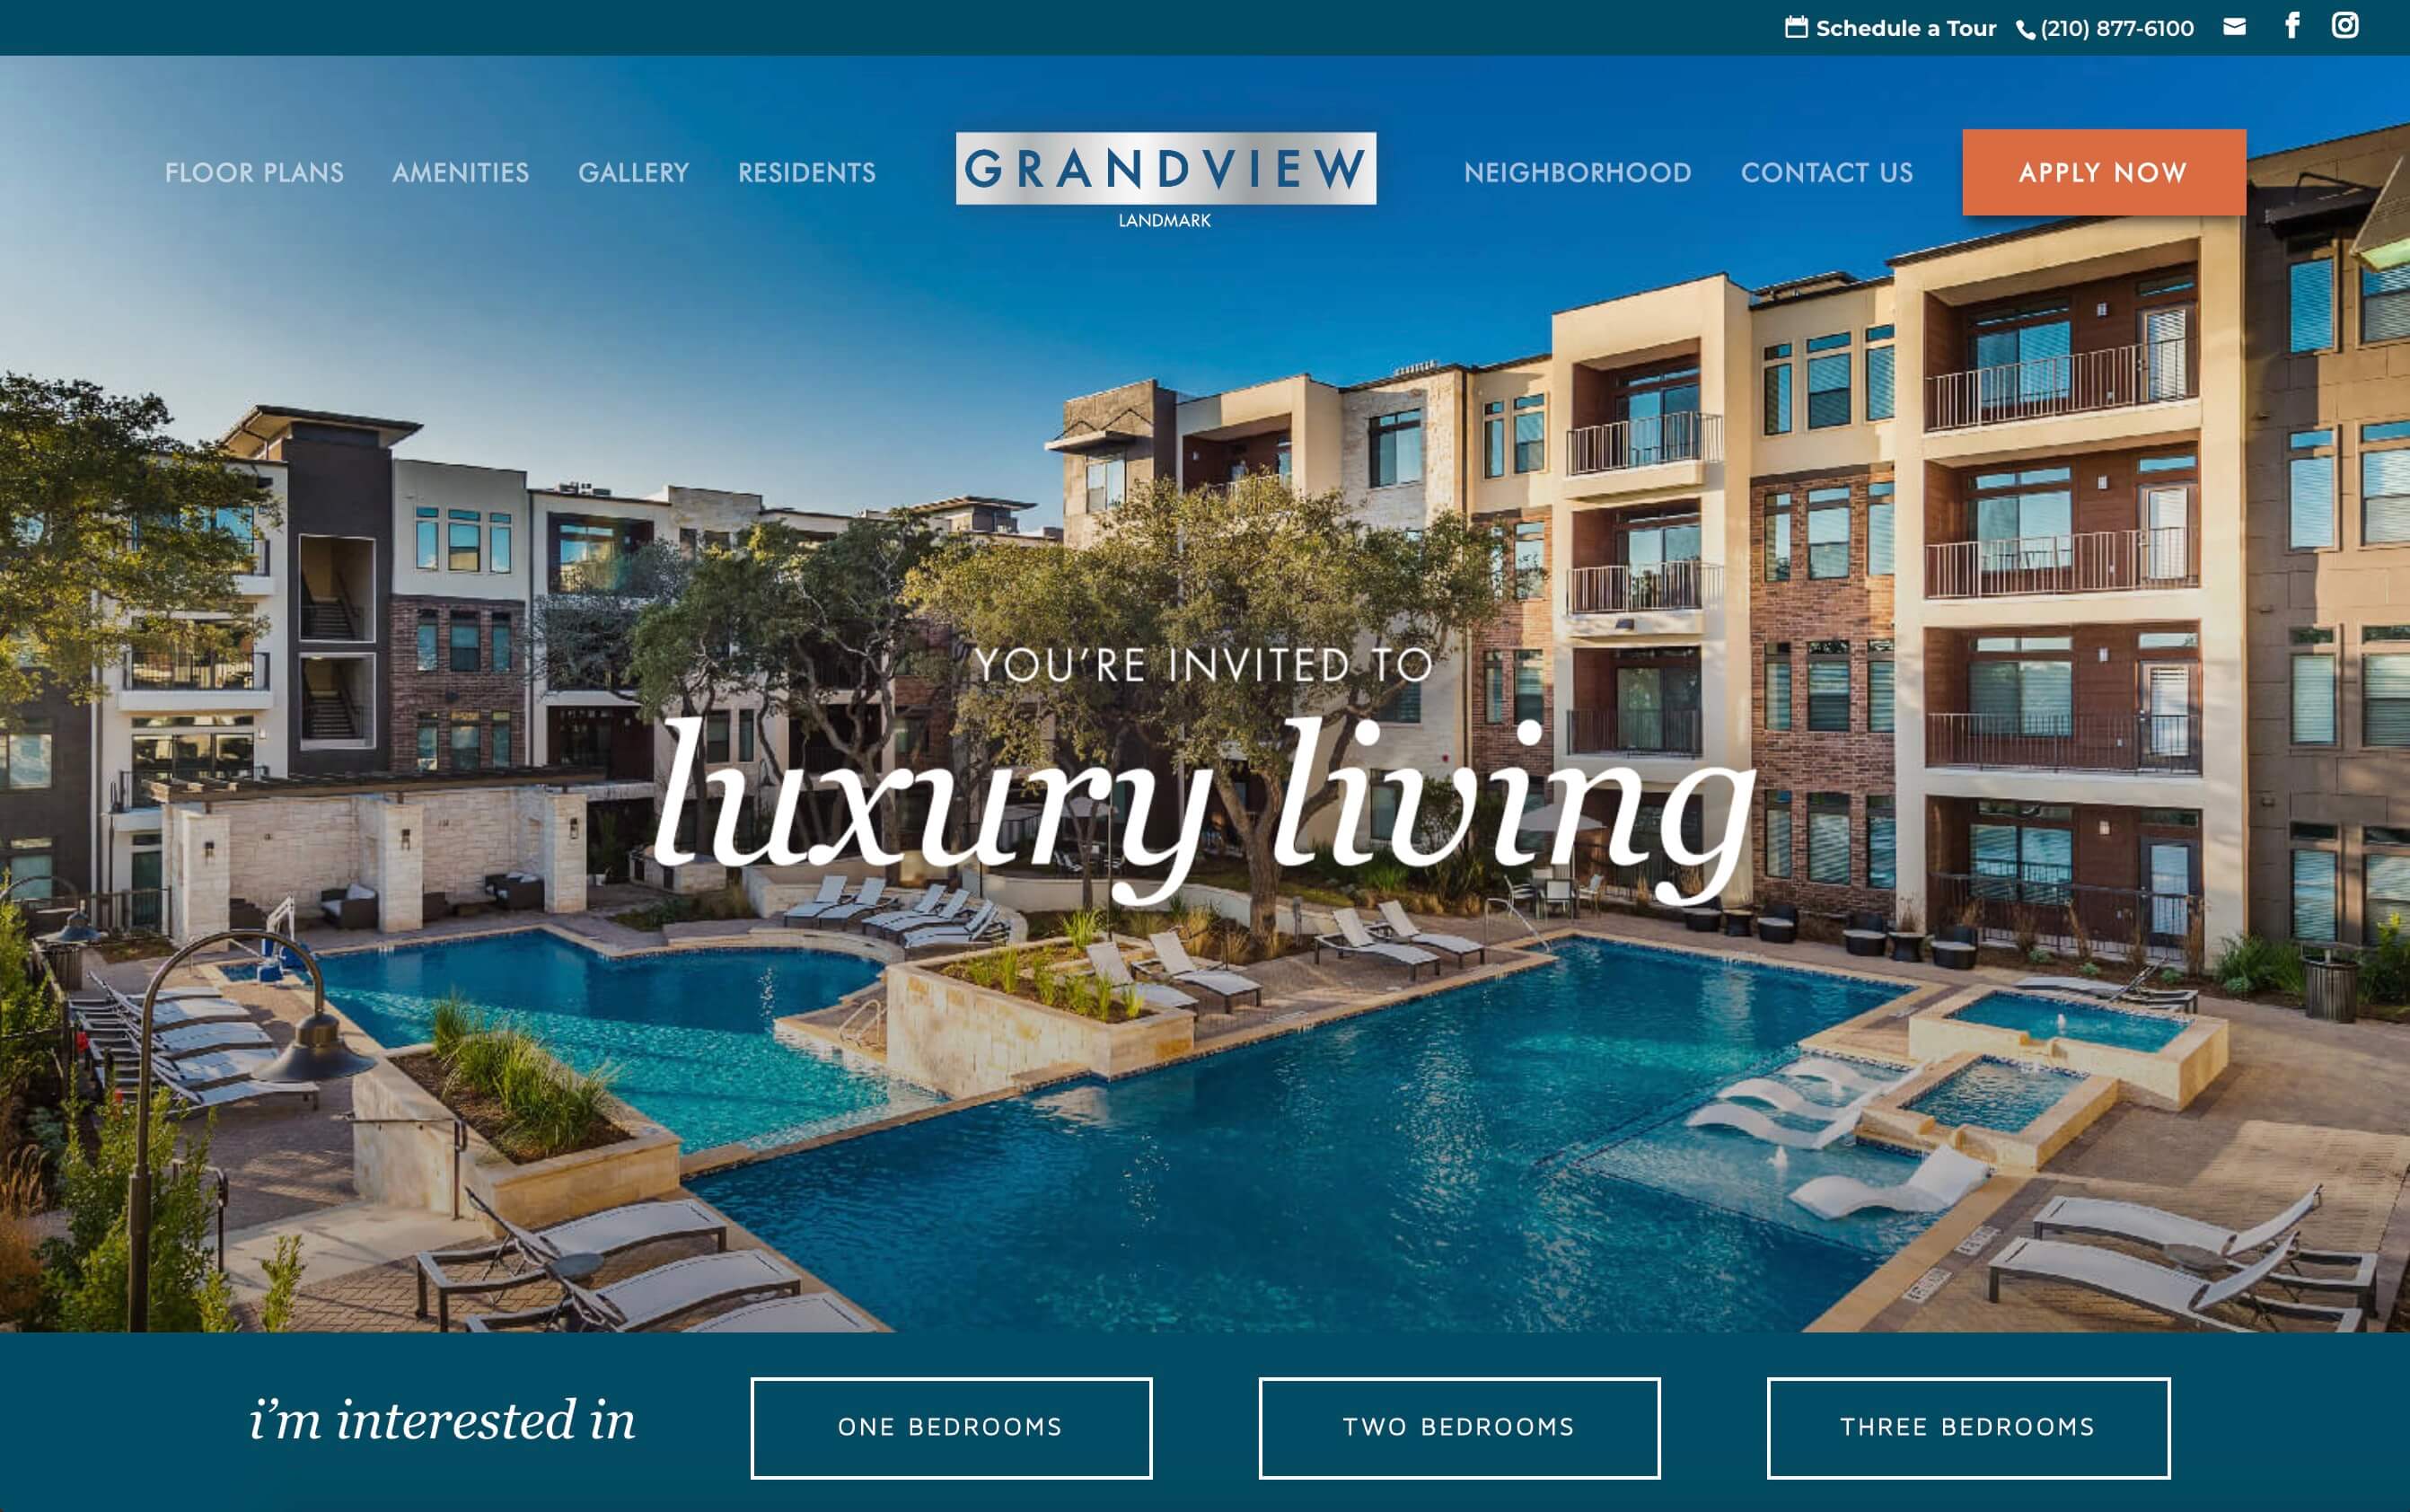 Schedule a Tour (210) 877-6100
FLOOR PLANS AMENITIES GALLERY RESIDENTS GRANDVIEW NEIGHBORHOOD CONTACT US APPLY NOW
LANDMARK
YOU'RE INVITED TO
luxury living
i'm interested in ONE BEDROOMS TWO BEDROOMS THREE BEDROOMS